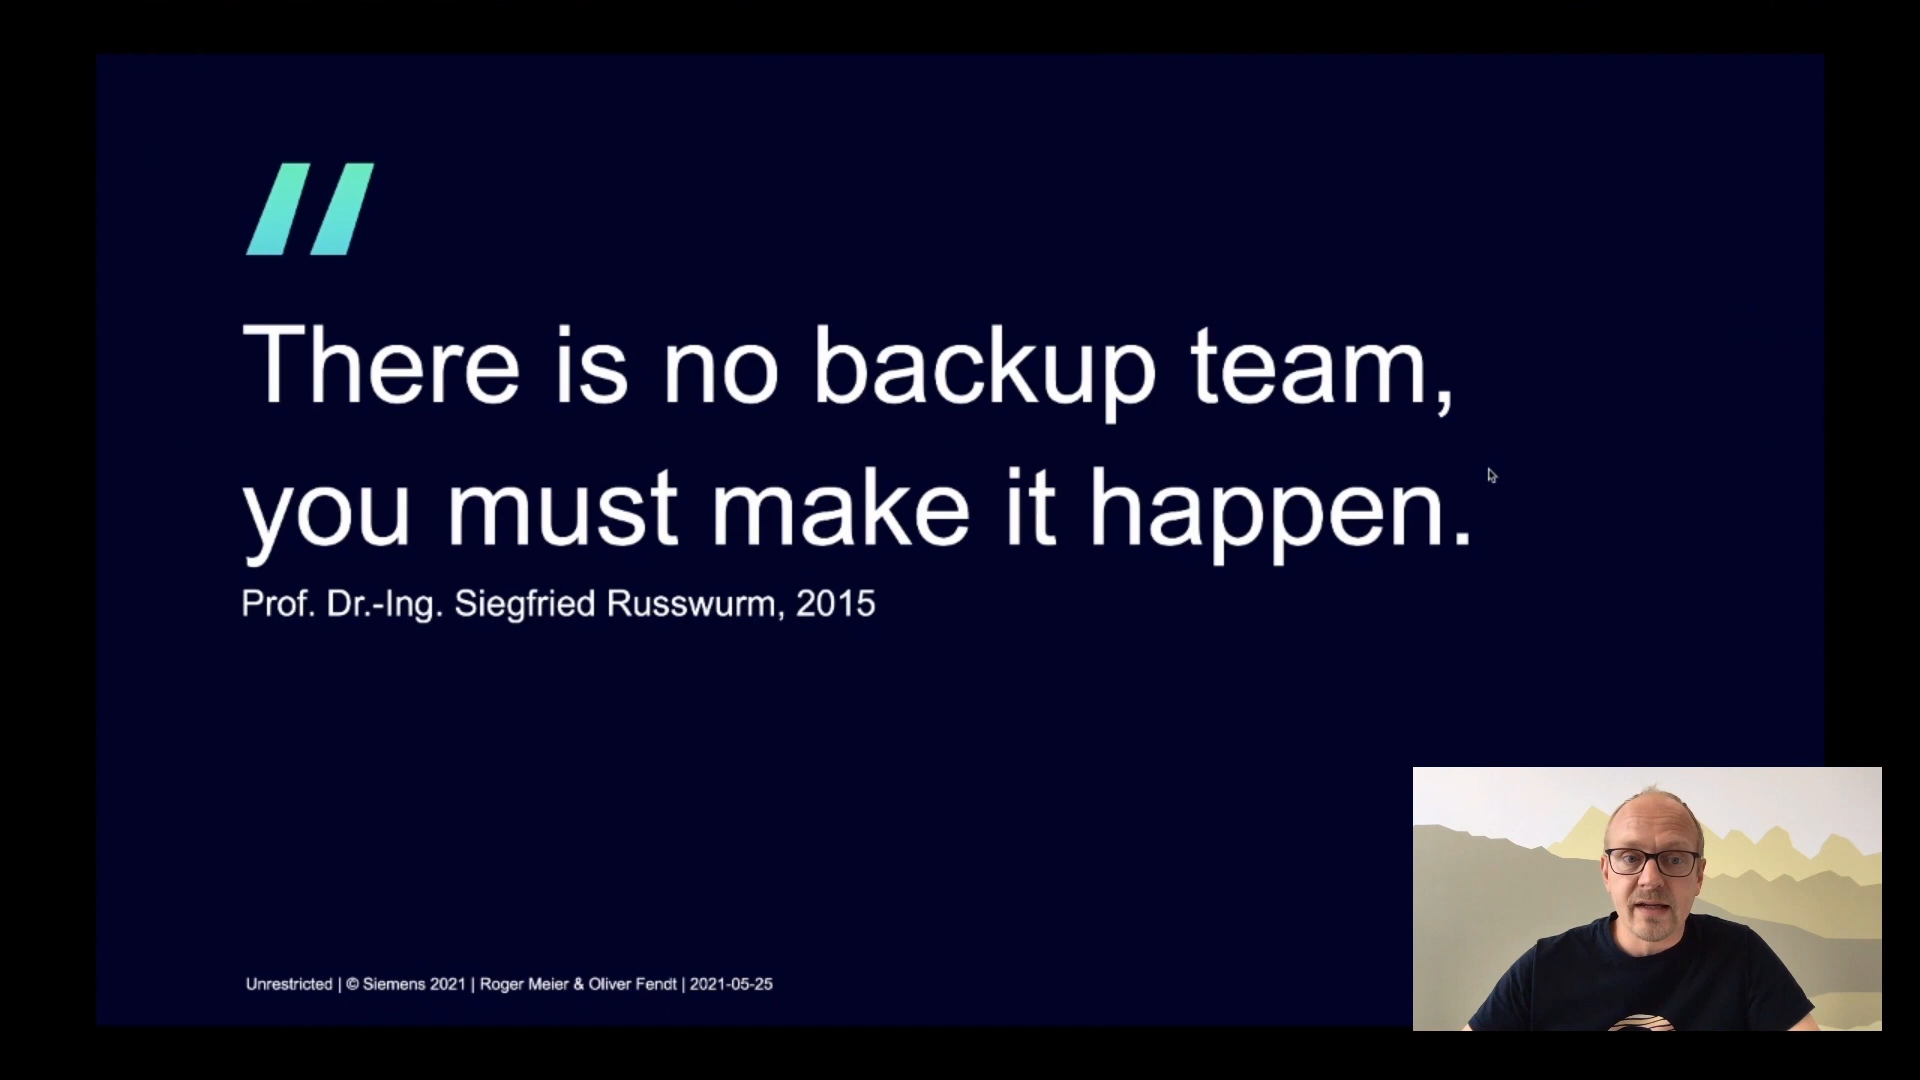 There is no backup team,
you must make it happen.
Prof. Dr.-Ing. Siegfried Russwurm, 2015
Unrestricted | © Siemens 2021 | Roger Meier & Oliver Fendt | 2021-05-25